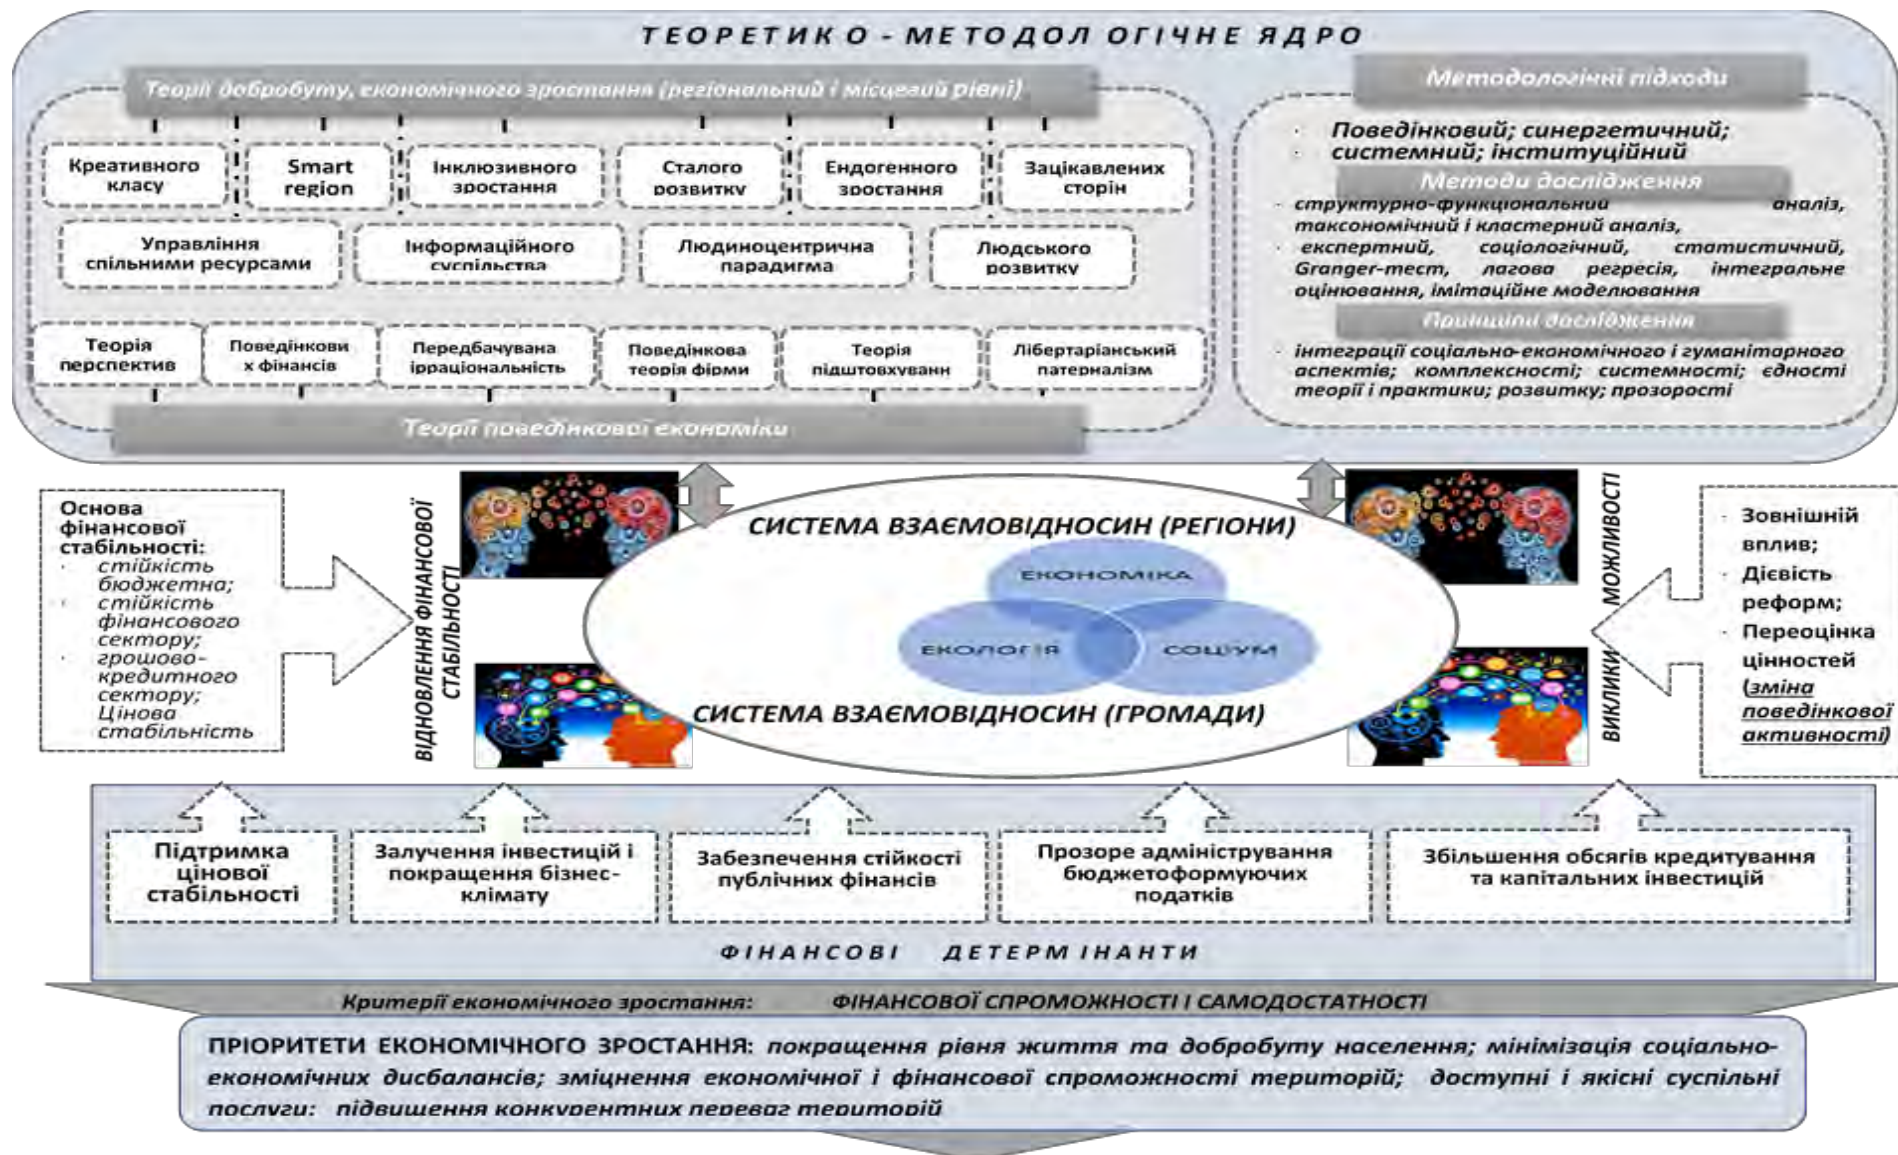 ТЕОРЕТИКО - МЕТОДОЛОГІЧНЕ ЯДРО
Теорії добробуту, економічного зростання (регіональний і місцевий рівні)
Креативного
класу
Smart
region
Інклюзивного
зростання
Сталого
розвитку
Ендогенного
зростання
Зацікавлених
сторін
Управління
спільними ресурсами
Інформаційного
суспільства
Людиноцентрична
парадигма
Людського
розвитку
Теорія
перспектив
Поведінкови
х фінансів
Передбачувана
ірраціональність
Поведінкова
теорія фірми
Теорія
підштовхуванн
Лібертаріанський
патерналізм
Теорії поведінкової економіки
Методологічні підходи
· Поведінковий; синергетичний;
· системний; інституційний
Методи дослідження
· структурно-функціональний аналіз,
таксономічний і кластерний аналіз,
· експертний, соціологічний, статистичний,
Granger-тест, лагова регресія, інтегральне
оцінювання, імітаційне моделювання
Принципи дослідження
· інтеграції соціально-економічного і гуманітарного
аспектів; комплексності; системності; єдності
теорії і практики; розвитку; прозорості
Основа
фінансової
стабільності:
· стійкість
бюджетна;
· стійкість
фінансового
сектору;
· грошово-
кредитного
сектору;
Цінова
стабільність
ВІДНОВЛЕННЯ ФІНАНСОВОЇ
СТАБІЛЬНОСТІ
СИСТЕМА ВЗАЄМОВІДНОСИН (РЕГІОНИ)
ЕКОНОМІКА
ЕКОЛОГІЯ
СОЦІУМ
СИСТЕМА ВЗАЄМОВІДНОСИН (ГРОМАДИ)
ВИКЛИКИ МОЖЛИВОСТІ
· Зовнішній
вплив;
· Дієвість
реформ;
· Переоцінка
цінностей
(зміна
поведінкової
активності)
Підтримка
цінової
стабільності
Залучення інвестицій і
покращення бізнес-
клімату
Забезпечення стійкості
публічних фінансів
Прозоре адміністрування
бюджетоформуючих
податків
Збільшення обсягів кредитування
та капітальних інвестицій
ФІНАНСОВІ ДЕТЕРМІНАНТИ
Критерії економічного зростання: ФІНАНСОВОЇ СПРОМОЖНОСТІ І САМОДОСТАТНОСТІ
ПРІОРИТЕТИ ЕКОНОМІЧНОГО ЗРОСТАННЯ: покращення рівня життя та добробуту населення; мінімізація соціально-
економічних дисбалансів; зміцнення економічної і фінансової спроможності територій; доступні і якісні суспільні
послуги; підвищення конкурентних переваг територій